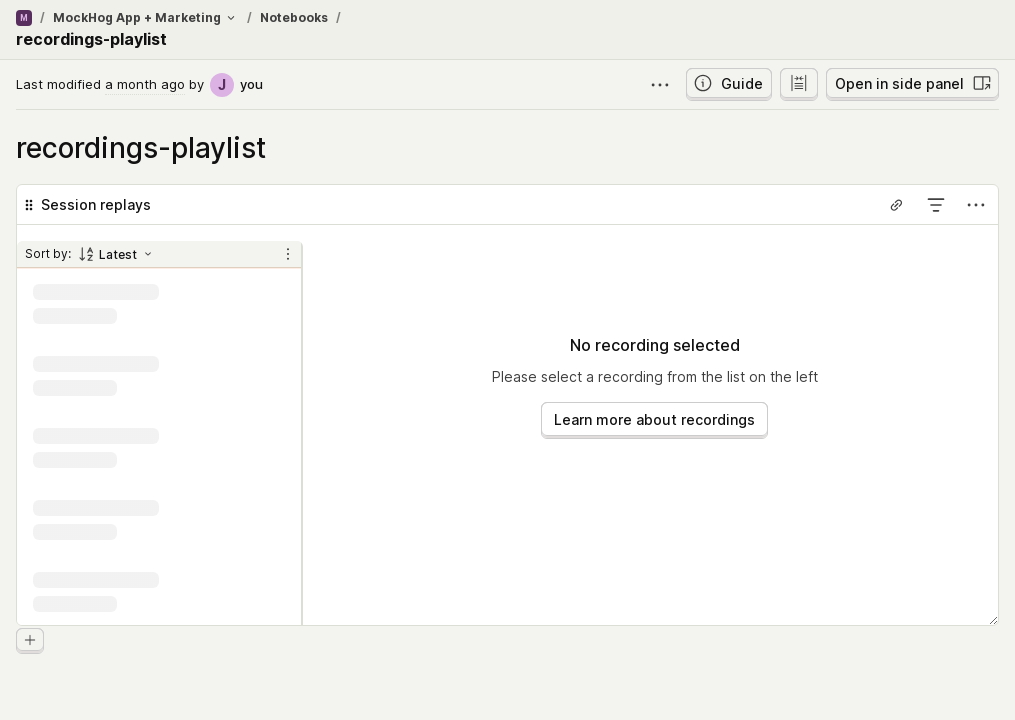 M / MockHog App + Marketing / Notebooks /
recordings-playlist
Last modified a month ago by J you
Guide
Open in side panel
recordings-playlist
Session replays
Sort by: Latest
No recording selected
Please select a recording from the list on the left
Learn more about recordings